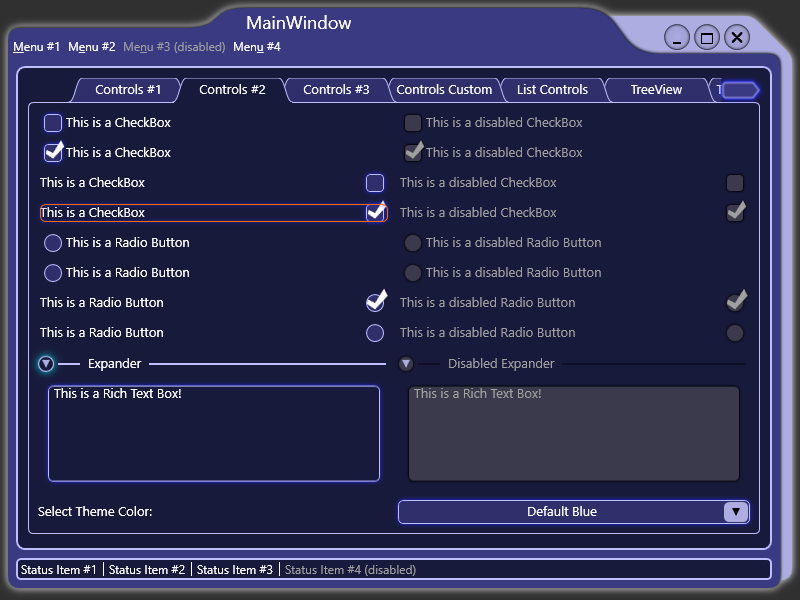 MainWindow
Menu #1 Menu #2 Menu #3 (disabled) Menu #4
Controls #1 Controls #2 Controls #3 Controls Custom List Controls TreeView T
This is a CheckBox This is a disabled CheckBox
This is a CheckBox This is a disabled CheckBox
This is a CheckBox This is a disabled CheckBox
This is a CheckBox This is a disabled CheckBox
This is a Radio Button This is a disabled Radio Button
This is a Radio Button This is a disabled Radio Button
This is a Radio Button This is a disabled Radio Button
This is a Radio Button This is a disabled Radio Button
Expander Disabled Expander
This is a Rich Text Box! This is a Rich Text Box!
Select Theme Color: Default Blue
Status Item #1 Status Item #2 Status Item #3 Status Item #4 (disabled)